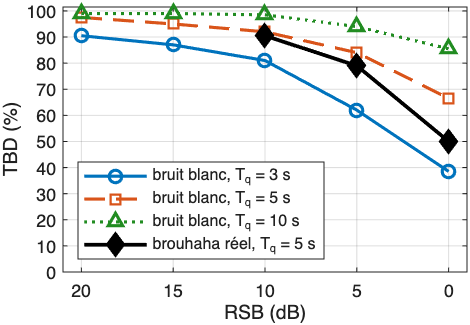 TBD (%)
100
90
80
70
60
50
40
30
20
10
0
bruit blanc, Tq = 3 s
bruit blanc, Tq = 5 s
bruit blanc, Tq = 10 s
brouhaha réel, Tq = 5 s
20 15 10 5 0
RSB (dB)